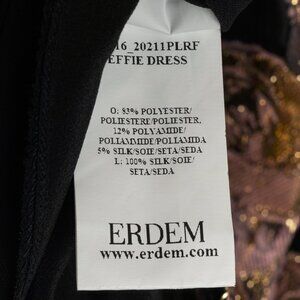 16_20211PLRF
EFFIE DRESS
O: 83% POLYESTER/
POLIESTERE/POLIESTER,
12% POLYAMIDE/
POLIAMMIDE/POLIAMIDA
5% SILK/SOIE/SETA/SEDA
L: 100% SILK/SOIE/
SETA/SEDA
ERDEM
www.erdem.com